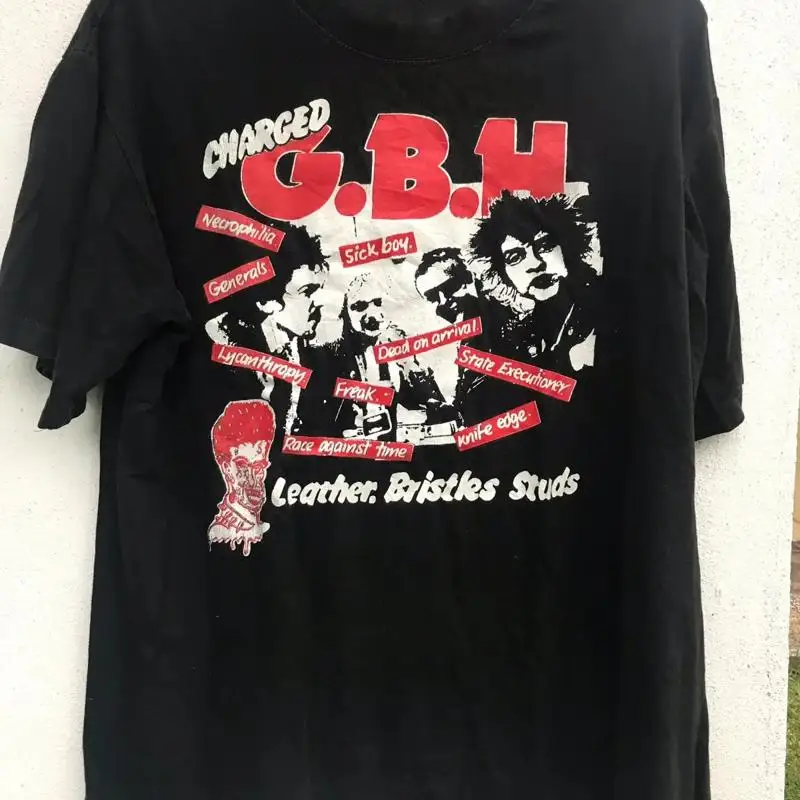 CHARGED
G.B.H
Necrophilia.
Sick boy.
Generals.
Dead on arrival.
Lycanthropy
State Executioner.
Freak.
Knife edge.
Race against time
Leather. Bristles Studs